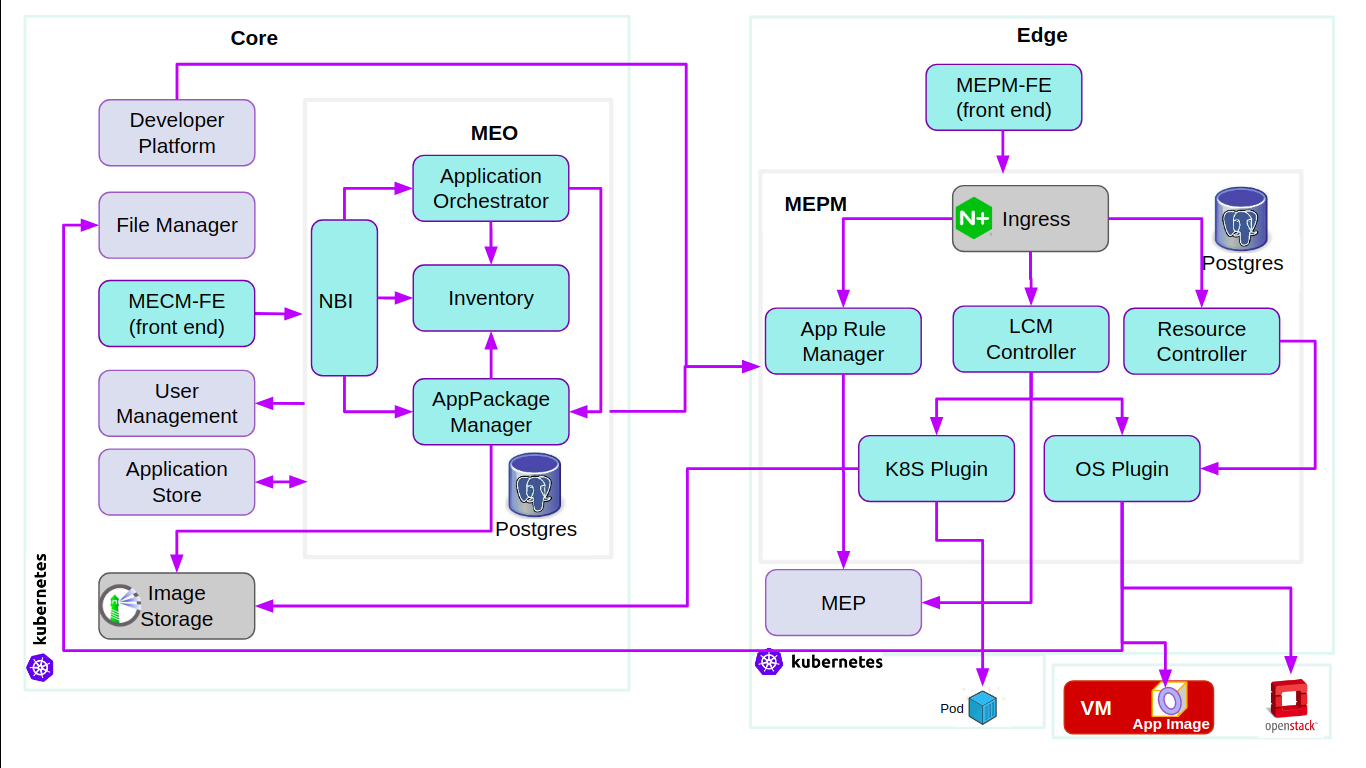 Core
Developer
Platform
File Manager
MECM-FE
(front end)
User
Management
Application
Store
Image
Storage
kubernetes
MEO
NBI
Application
Orchestrator
Inventory
AppPackage
Manager
Postgres
Edge
MEPM-FE
(front end)
MEPM
N+ Ingress
Postgres
App Rule
Manager
LCM
Controller
Resource
Controller
K8S Plugin
OS Plugin
MEP
kubernetes
Pod
VM
App Image
openstack